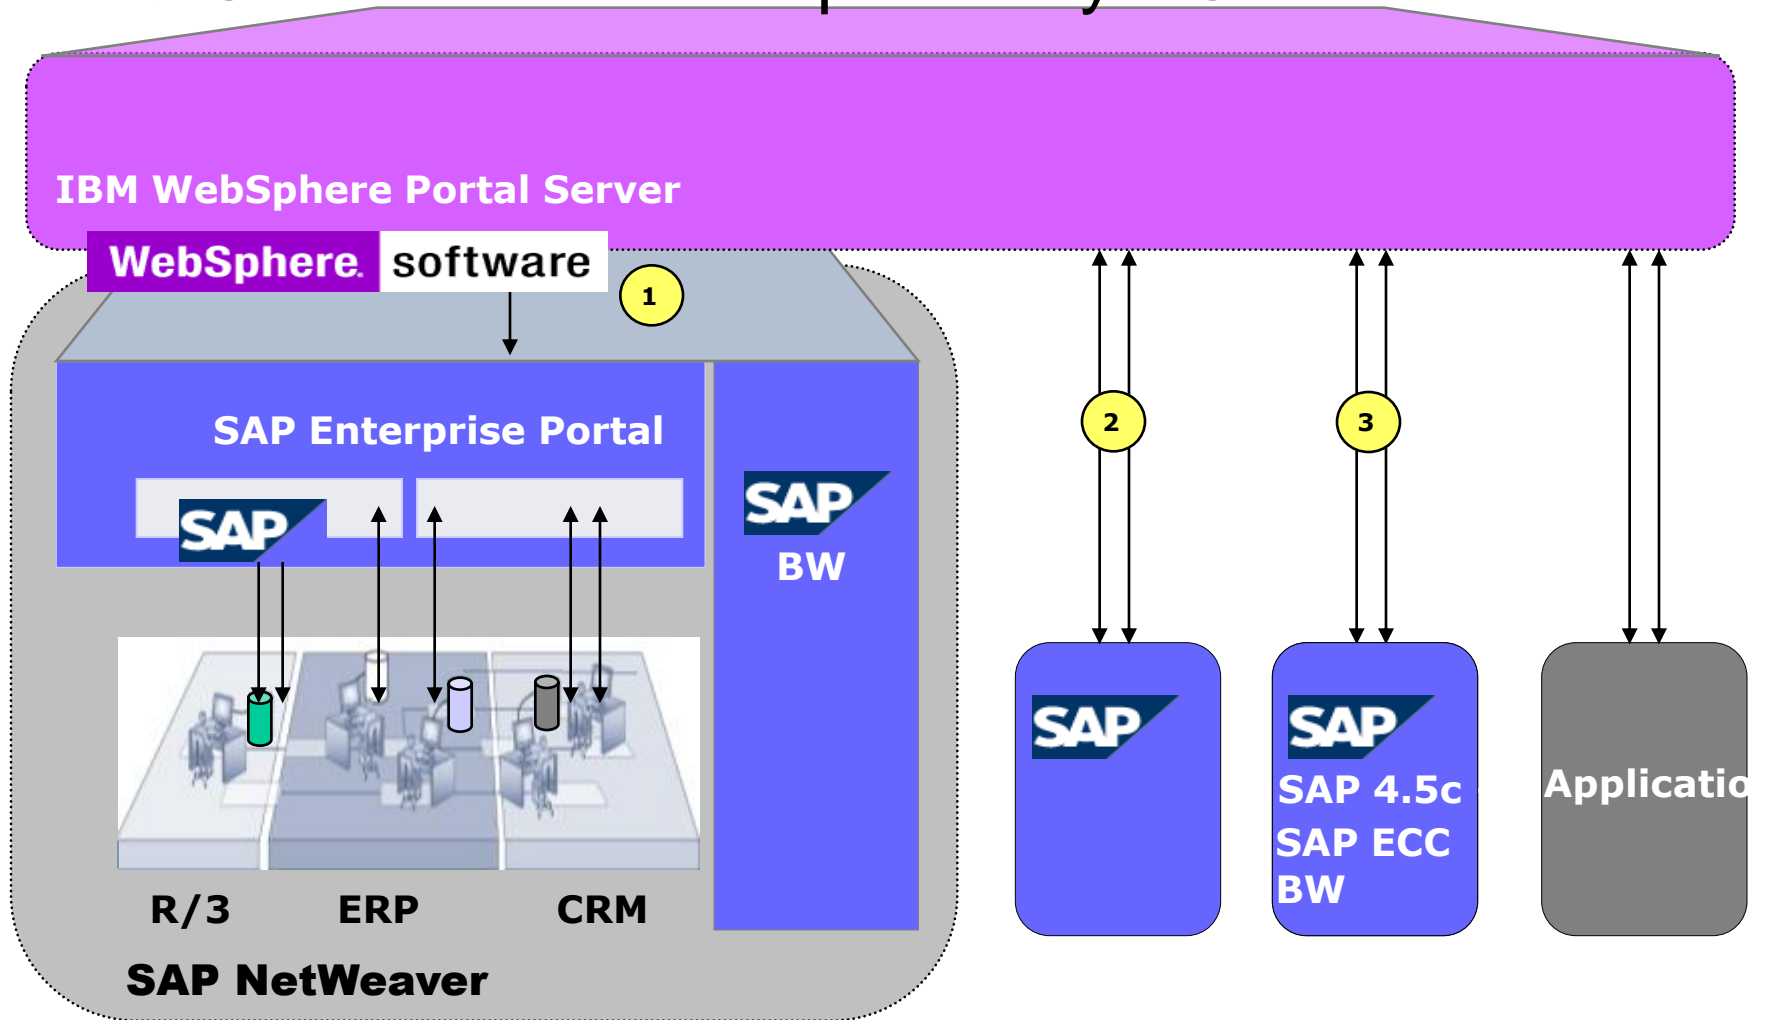 IBM WebSphere Portal Server
WebSphere. software
1
SAP Enterprise Portal
SAP
SAP
BW
2
3
SAP
SAP
SAP 4.5c
SAP ECC
BW
Applicatio
R/3 ERP CRM
SAP NetWeaver